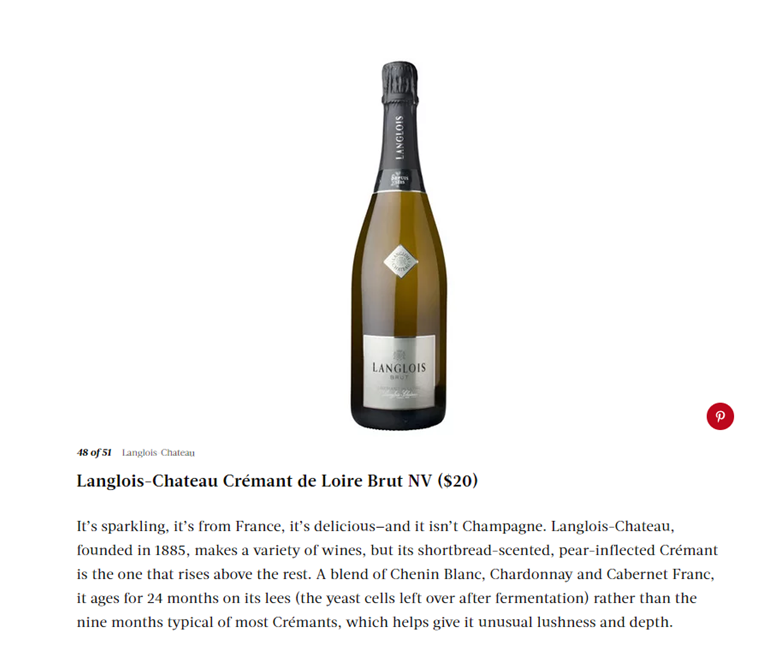 LANGLOIS
LANGLOIS
BRUT
48 of 51 Langlois Chateau
Langlois-Chateau Crémant de Loire Brut NV ($20)
It's sparkling, it's from France, it's delicious—and it isn't Champagne. Langlois-Chateau,
founded in 1885, makes a variety of wines, but its shortbread-scented, pear-inflected Crémant
is the one that rises above the rest. A blend of Chenin Blanc, Chardonnay and Cabernet Franc,
it ages for 24 months on its lees (the yeast cells left over after fermentation) rather than the
nine months typical of most Crémants, which helps give it unusual lushness and depth.